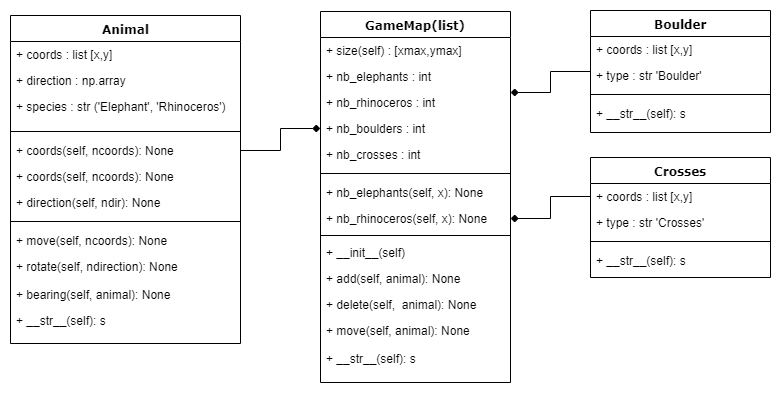 Animal
+ coords : list [x,y]
+ direction : np.array
+ species : str ('Elephant', 'Rhinoceros')
+ coords(self, ncoords): None
+ coords(self, ncoords): None
+ direction(self, ndir): None
+ move(self, ncoords): None
+ rotate(self, ndirection): None
+ bearing(self, animal): None
+ __str__(self): s
GameMap(list)
+ size(self) : [xmax,ymax]
+ nb_elephants : int
+ nb_rhinoceros : int
+ nb_boulders : int
+ nb_crosses : int
+ nb_elephants(self, x): None
+ nb_rhinoceros(self, x): None
+ __init__(self)
+ add(self, animal): None
+ delete(self,  animal): None
+ move(self, animal): None
+ __str__(self): s
Boulder
+ coords : list [x,y]
+ type : str 'Boulder'
+ __str__(self): s
Crosses
+ coords : list [x,y]
+ type : str 'Crosses'
+ __str__(self): s